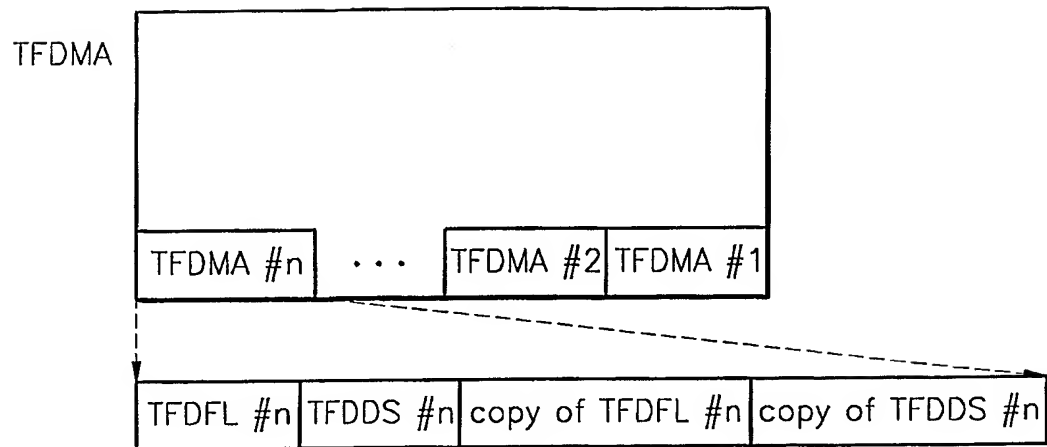 TFDMA
TFDMA #n ... TFDMA #2 TFDMA #1
TFDFL #n TFDDS #n copy of TFDFL #n copy of TFDDS #n